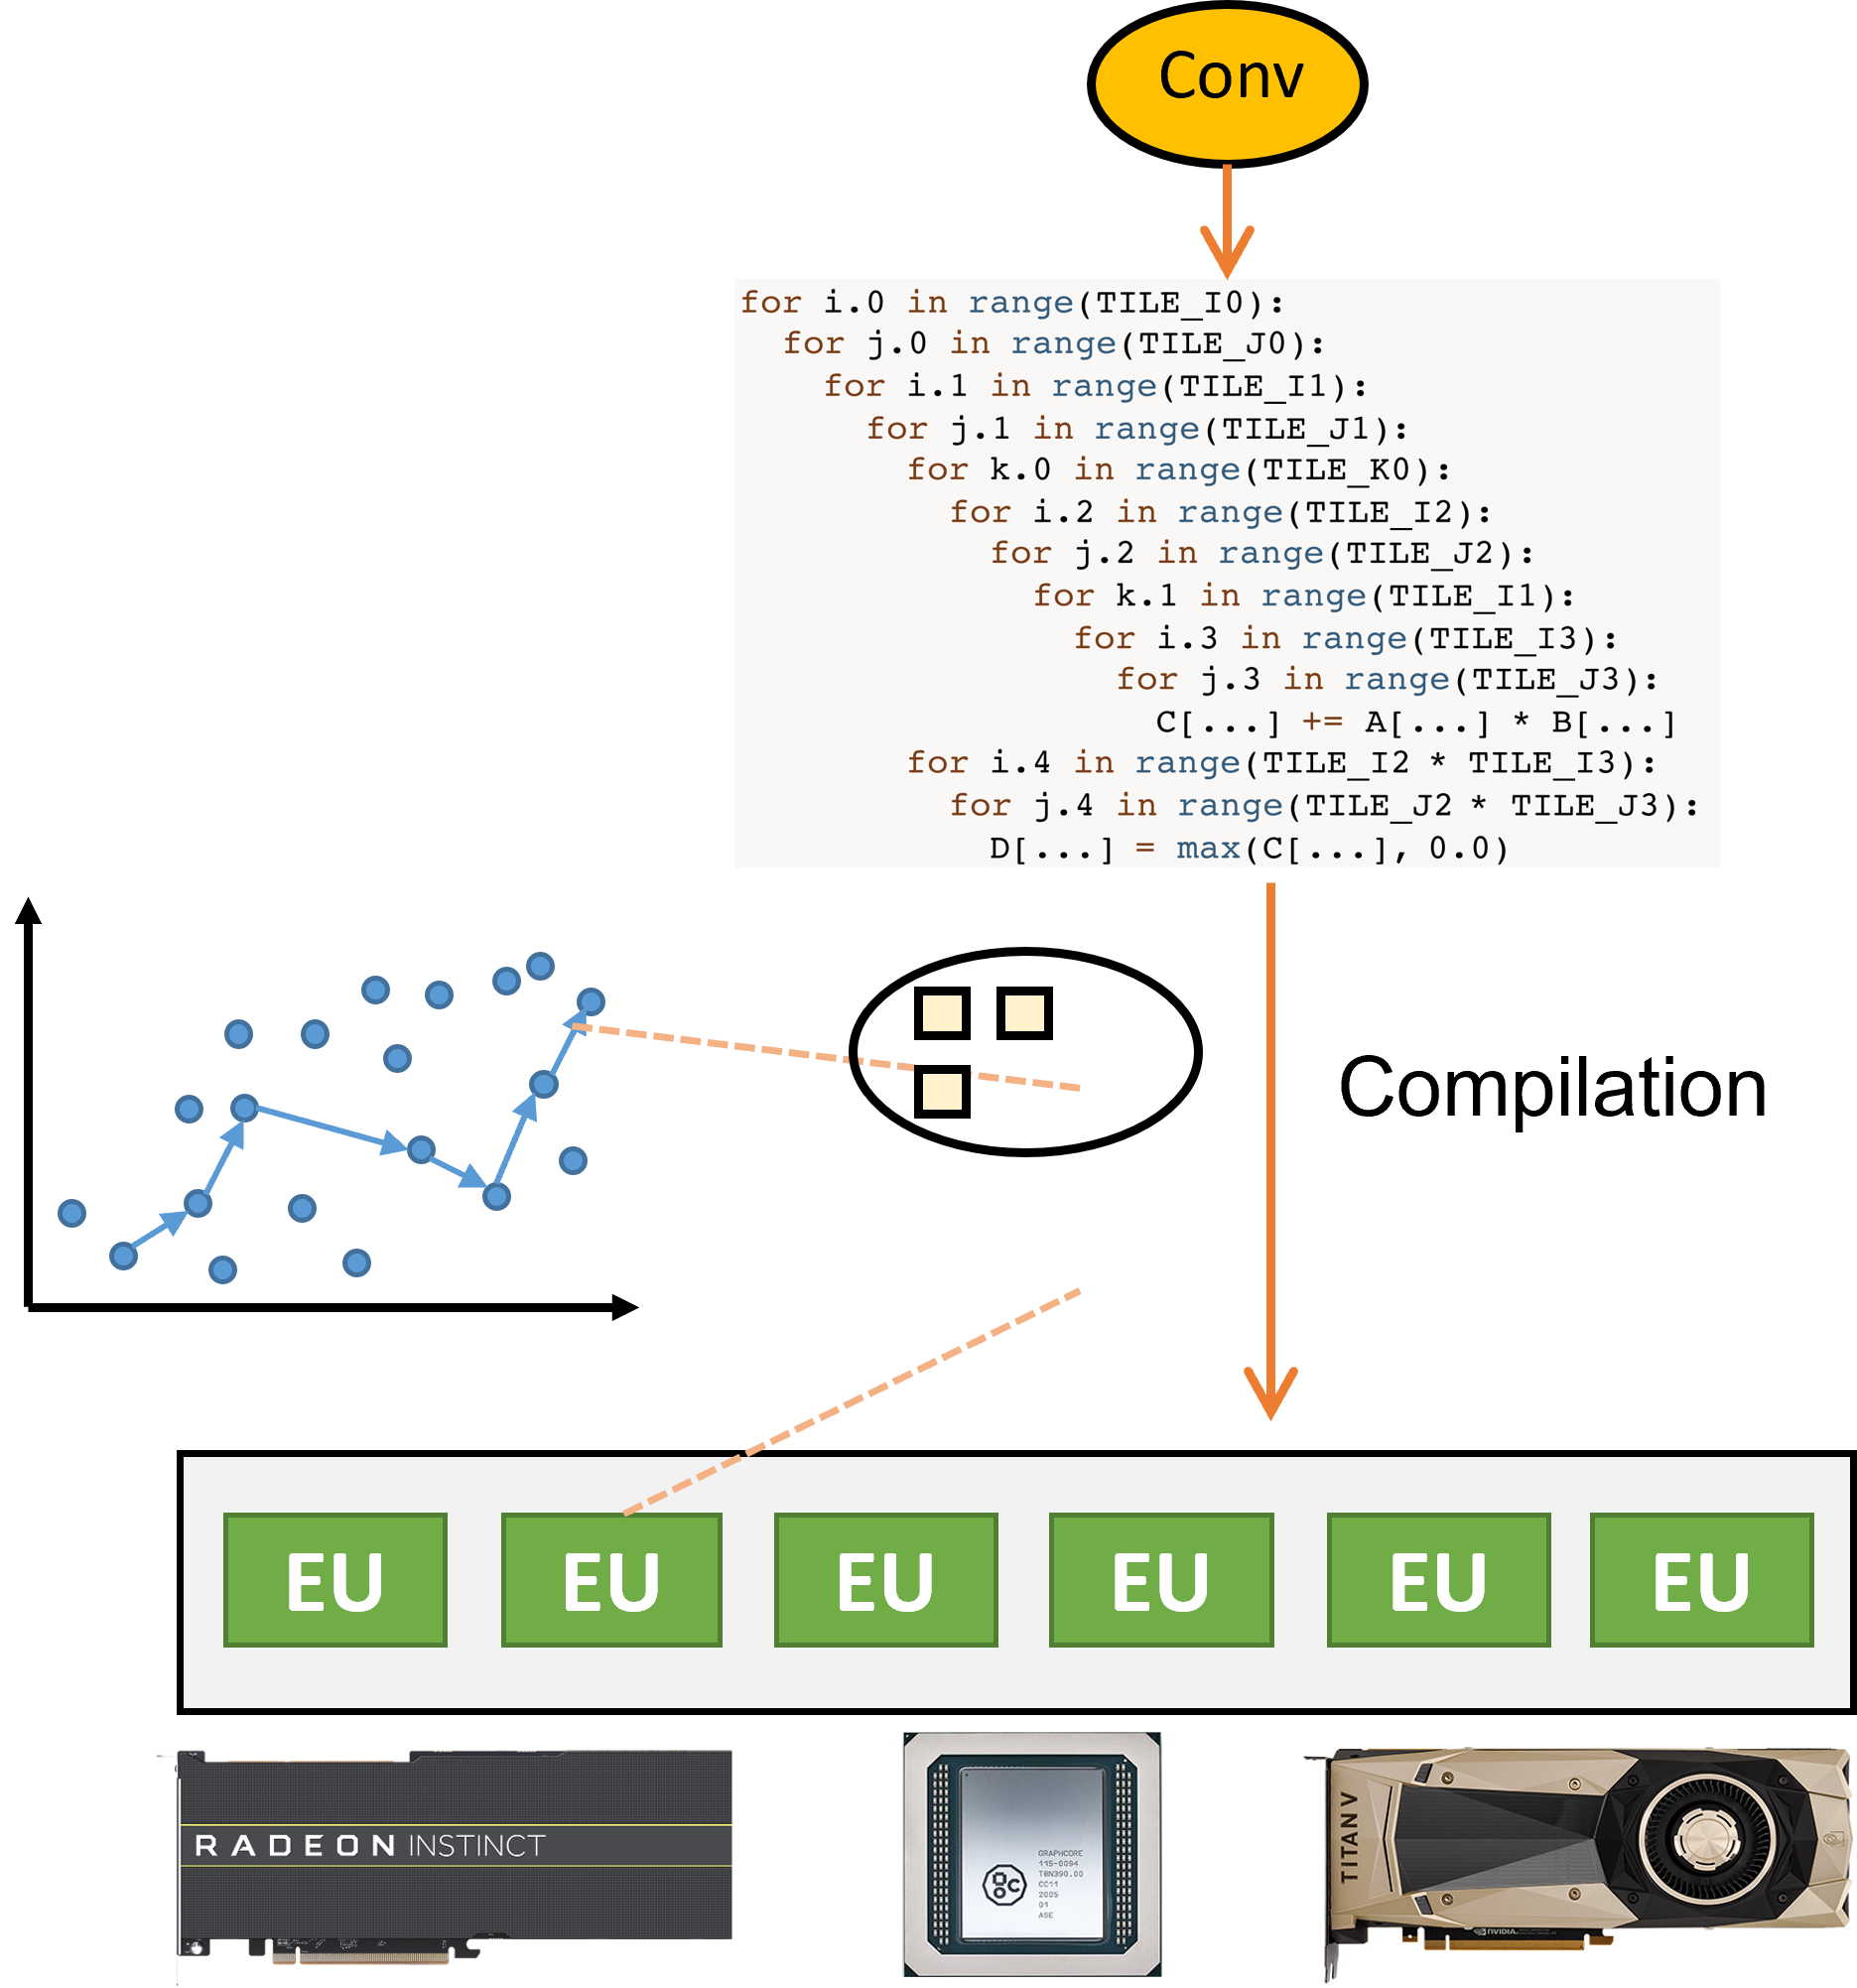 Conv
for i.0 in range(TILE_I0):
  for j.0 in range(TILE_J0):
    for i.1 in range(TILE_I1):
      for j.1 in range(TILE_J1):
        for k.0 in range(TILE_K0):
          for i.2 in range(TILE_I2):
            for j.2 in range(TILE_J2):
              for k.1 in range(TILE_I1):
                for i.3 in range(TILE_I3):
                  for j.3 in range(TILE_J3):
                    C[...] += A[...] * B[...]
        for i.4 in range(TILE_I2 * TILE_I3):
          for j.4 in range(TILE_J2 * TILE_J3):
            D[...] = max(C[...], 0.0)
Compilation
EU EU EU EU EU EU
RADEON INSTINCT
GRAPHCORE
115-0094
T8N390.00
CC11
2005
01
ASE
TITAN V
NVIDIA